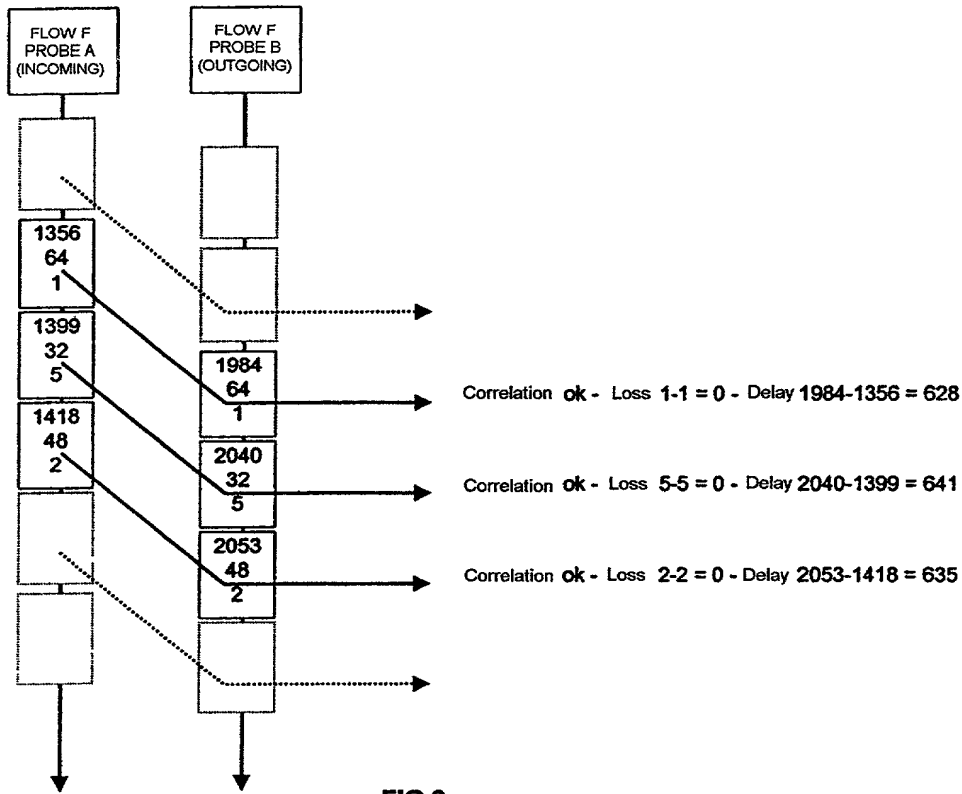 FLOW F
PROBE A
(INCOMING)
FLOW F
PROBE B
(OUTGOING)
1356
64
1
1399
32
5
1418
48
2
1984
64
1
2040
32
5
2053
48
2
Correlation ok - Loss 1-1 = 0 - Delay 1984-1356 = 628
Correlation ok - Loss 5-5 = 0 - Delay 2040-1399 = 641
Correlation ok - Loss 2-2 = 0 - Delay 2053-1418 = 635